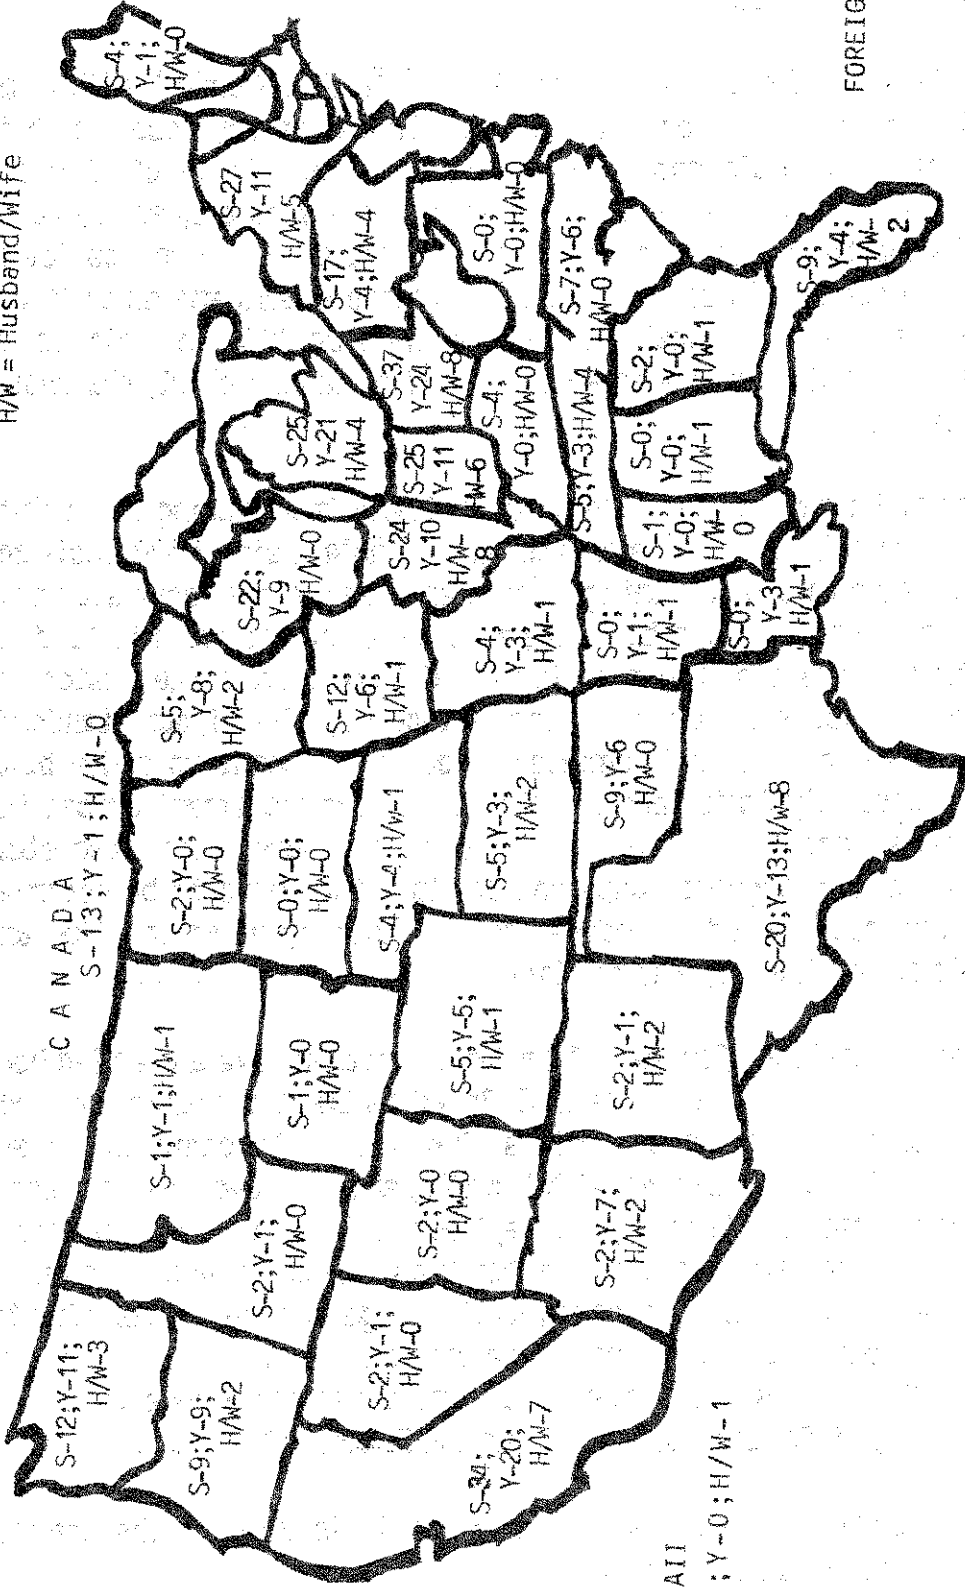 H/W = Husband/Wife
C A N A D A
S-13;Y-1;H/W-0
S-12;Y-11;
H/W-3
S-9;Y-9;
H/W-2
S-34;
Y-20;
H/W-7
S-2;Y-1;
H/W-0
S-2;Y-1;
H/W-0
S-1;Y-1;H/W-1
S-1;Y-0
H/W-0
S-2;Y-0
H/W-0
S-2;Y-7;
H/W-2
S-5;Y-5;
H/W-1
S-2;Y-1;
H/W-2
S-2;Y-0;
H/W-0
S-0;Y-0;
H/W-0
S-4;Y-4;H/W-1
S-5;Y-3;
H/W-2
S-9;Y-6
H/W-0
S-20;Y-13;H/W-8
S-5;
Y-8;
H/W-2
S-12;
Y-6;
H/W-1
S-4;
Y-3;
H/W-1
S-0;
Y-1;
H/W-1
S-0;
Y-3
H/W-1
S-22;
Y-9
H/W-0
S-24
Y-10
H/W-
8
S-25
Y-21
H/W-4
S-25
Y-11
HW-6
S-37
Y-24
H/W-8
S-4;
Y-0;H/W-0
S-5;Y-3;H/W-4
S-1;
Y-0;
H/W-
0
S-0;
Y-0;
H/W-1
S-2;
Y-0;
H/W-1
S-9;
Y-4;
H/W-
2
S-7;Y-6;
H/W-0
S-0;
Y-0;H/W-0
S-17;
Y-4;H/W-4
S-27
Y-11
H/W-5
S-4;
Y-1;
H/W-0
AII
;Y-0;H/W-1
FOREIG